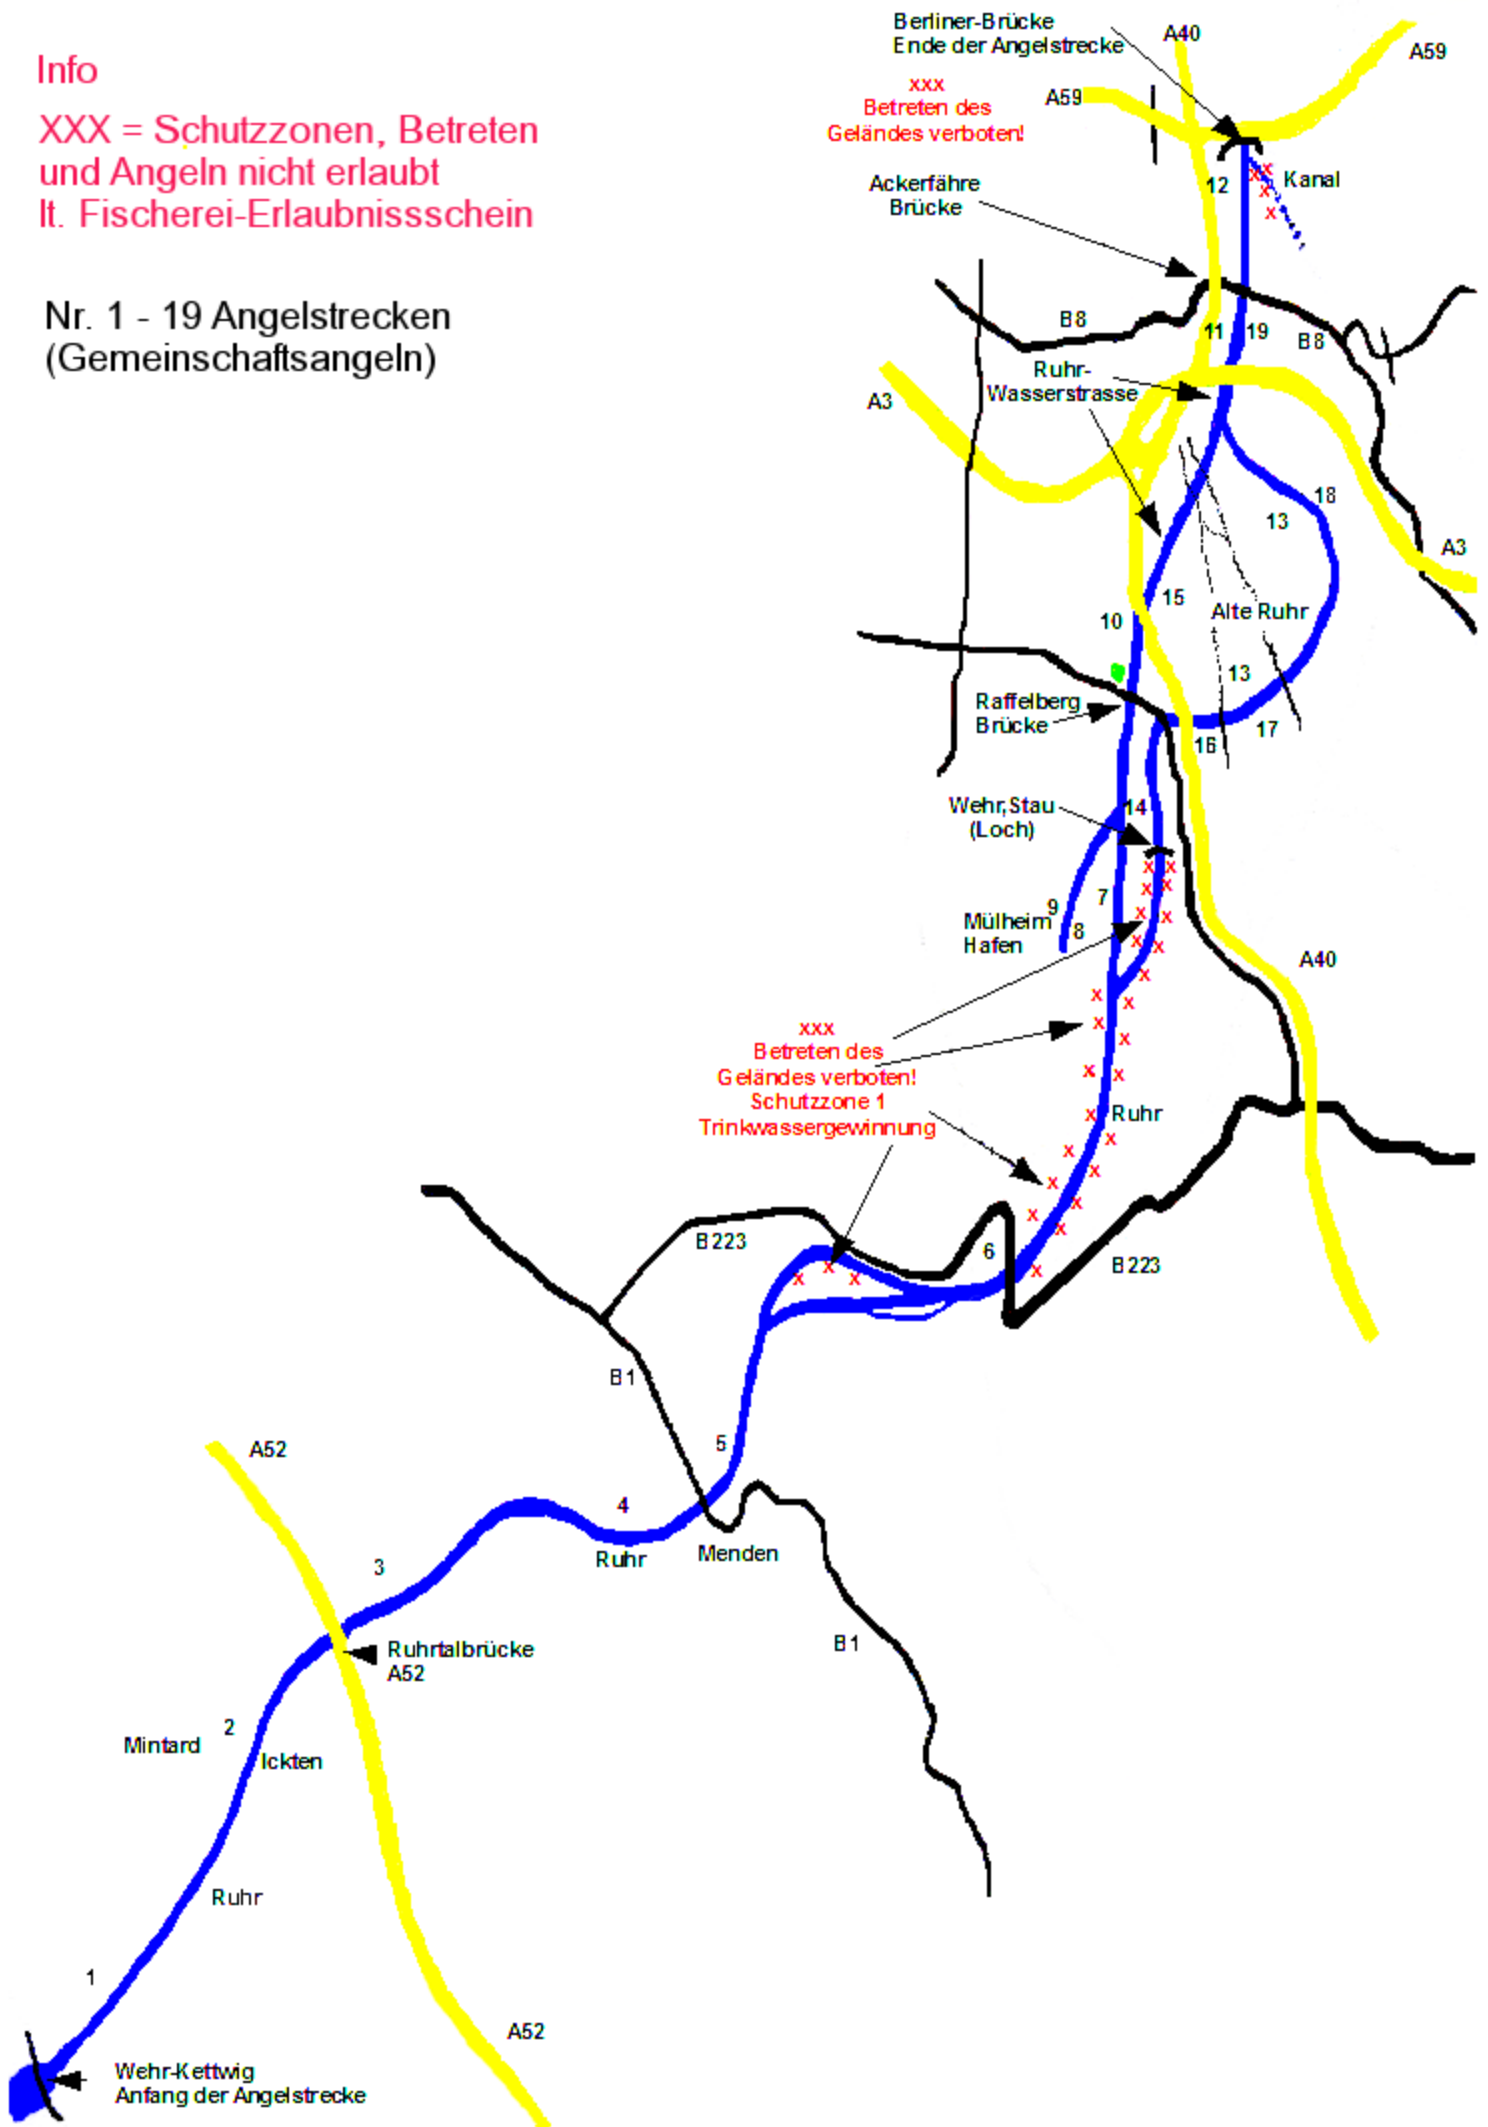 Info
XXX = Schutzzonen, Betreten
und Angeln nicht erlaubt
lt. Fischerei-Erlaubnissschein
Nr. 1 - 19 Angelstrecken
(Gemeinschaftsangeln)
Berliner-Brücke
Ende der Angelstrecke
A40
A59
A59
xxx
Betreten des
Geländes verboten!
Ackerfähre
Brücke
12
x
x
x
x
x
Kanal
B8
11
19
B8
Ruhr-
Wasserstrasse
A3
18
13
A3
15
Alte Ruhr
10
13
Raffelberg
Brücke
16
17
Wehr,Stau
(Loch)
14
x
x
x
x
7
9
x
x
Mülheim
Hafen
8
x
x
A40
x
x
x
xxx
Betreten des
Geländes verboten!
Schutzzone 1
Trinkwassergewinnung
x
x
x
x
x
Ruhr
x
x
x
x
x
x
x
B223
6
B223
x
x
x
x
B1
5
A52
4
Ruhr
Menden
3
Ruhrtalbrücke
A52
B1
2
Mintard
Ickten
Ruhr
1
A52
Wehr-Kettwig
Anfang der Angelstrecke